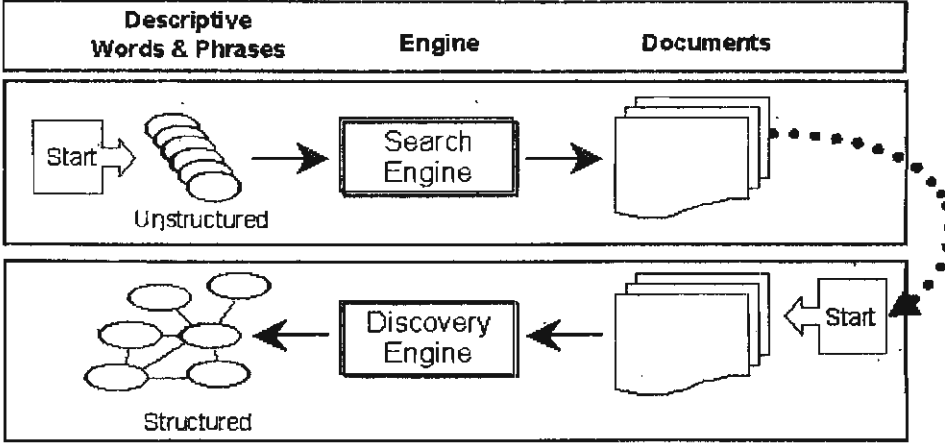 Descriptive
Words & Phrases
Engine
Documents
Start
Search
Engine
Unstructured
Discovery
Engine
Start
Structured